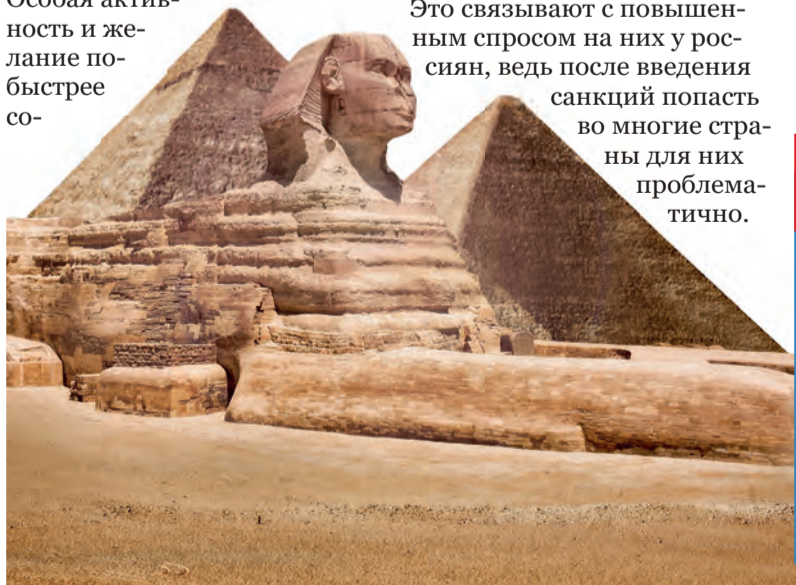 Особая актив-
ность и же-
лание по-
быстрее
со-
Это связывают с повышен-
ным спросом на них у рос-
сиян, ведь после введения
санкций попасть
во многие стра-
ны для них
проблема-
тично.